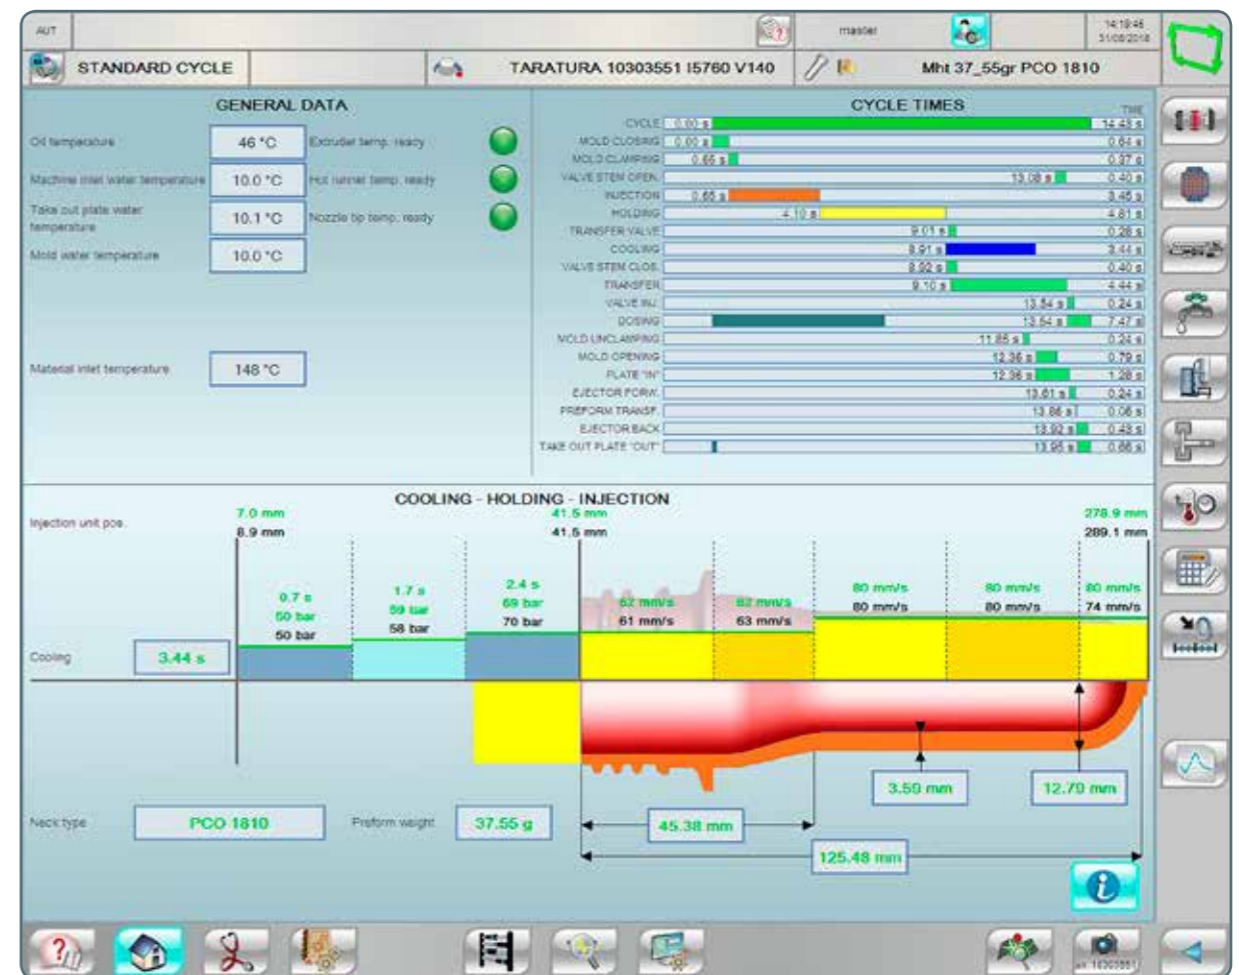 AUT
master
14:19:45
31/08/2018
STANDARD CYCLE
TARATURA 10303551 I5760 V140
Mht 37_55gr PCO 1810
GENERAL DATA
Oil temperature 46 °C Extruder temp. ready
Machine inlet water temperature 10.0 °C Hot runner temp. ready
Take out plate water
temperature
10.1 °C Nozzle tip temp. ready
Mold water temperature 10.0 °C
Material inlet temperature 148 °C
CYCLE TIMES
TIME
CYCLE 0.00 s 14.48 s
MOLD CLOSING 0.00 s 0.64 s
MOLD CLAMPING 0.65 s 0.37 s
VALVE STEM OPEN. 13.08 s 0.40 s
INJECTION 0.65 s 3.45 s
HOLDING 4.10 s 4.81 s
TRANSFER VALVE 9.01 s 0.28 s
COOLING 8.91 s 3.44 s
VALVE STEM CLOS. 8.92 s 0.40 s
TRANSFER 9.10 s 4.44 s
VALVE INJ. 13.54 s 0.24 s
DOSING 13.54 s 7.47 s
MOLD UNCLAMPING 11.85 s 0.24 s
MOLD OPENING 12.36 s 0.79 s
PLATE "IN" 12.36 s 1.28 s
EJECTOR FORW. 13.61 s 0.24 s
PREFORM TRANSF. 13.86 s 0.06 s
EJECTOR BACK 13.92 s 0.43 s
TAKE OUT PLATE "OUT" 13.95 s 0.66 s
COOLING - HOLDING - INJECTION
Injection unit pos.
7.0 mm 41.5 mm 278.9 mm
8.9 mm 41.5 mm 289.1 mm
0.7 s 1.7 s 2.4 s
50 bar 59 bar 69 bar 62 mm/s 62 mm/s 80 mm/s 80 mm/s 80 mm/s
50 bar 58 bar 70 bar 61 mm/s 63 mm/s 80 mm/s 80 mm/s 74 mm/s
Cooling 3.44 s
3.59 mm 12.79 mm
Neck type PCO 1810 Preform weight 37.55 g 45.38 mm
125.48 mm